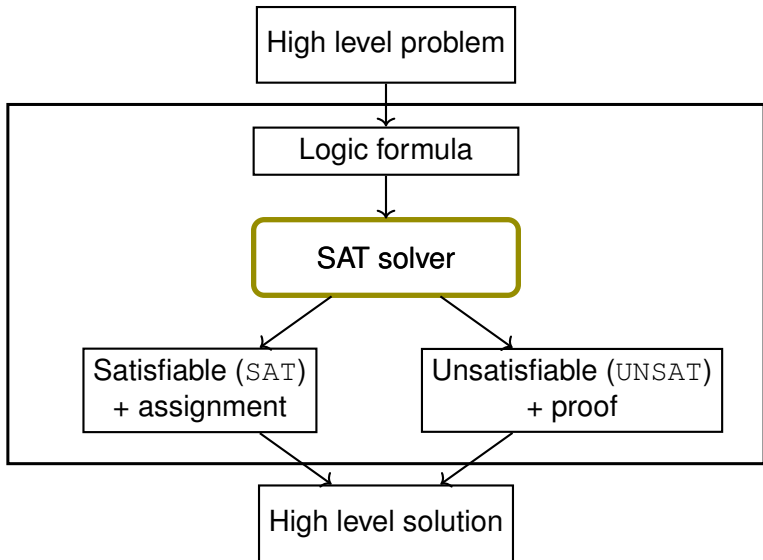 High level problem
Logic formula
SAT solver
Satisfiable (SAT)
+ assignment
Unsatisfiable (UNSAT)
+ proof
High level solution